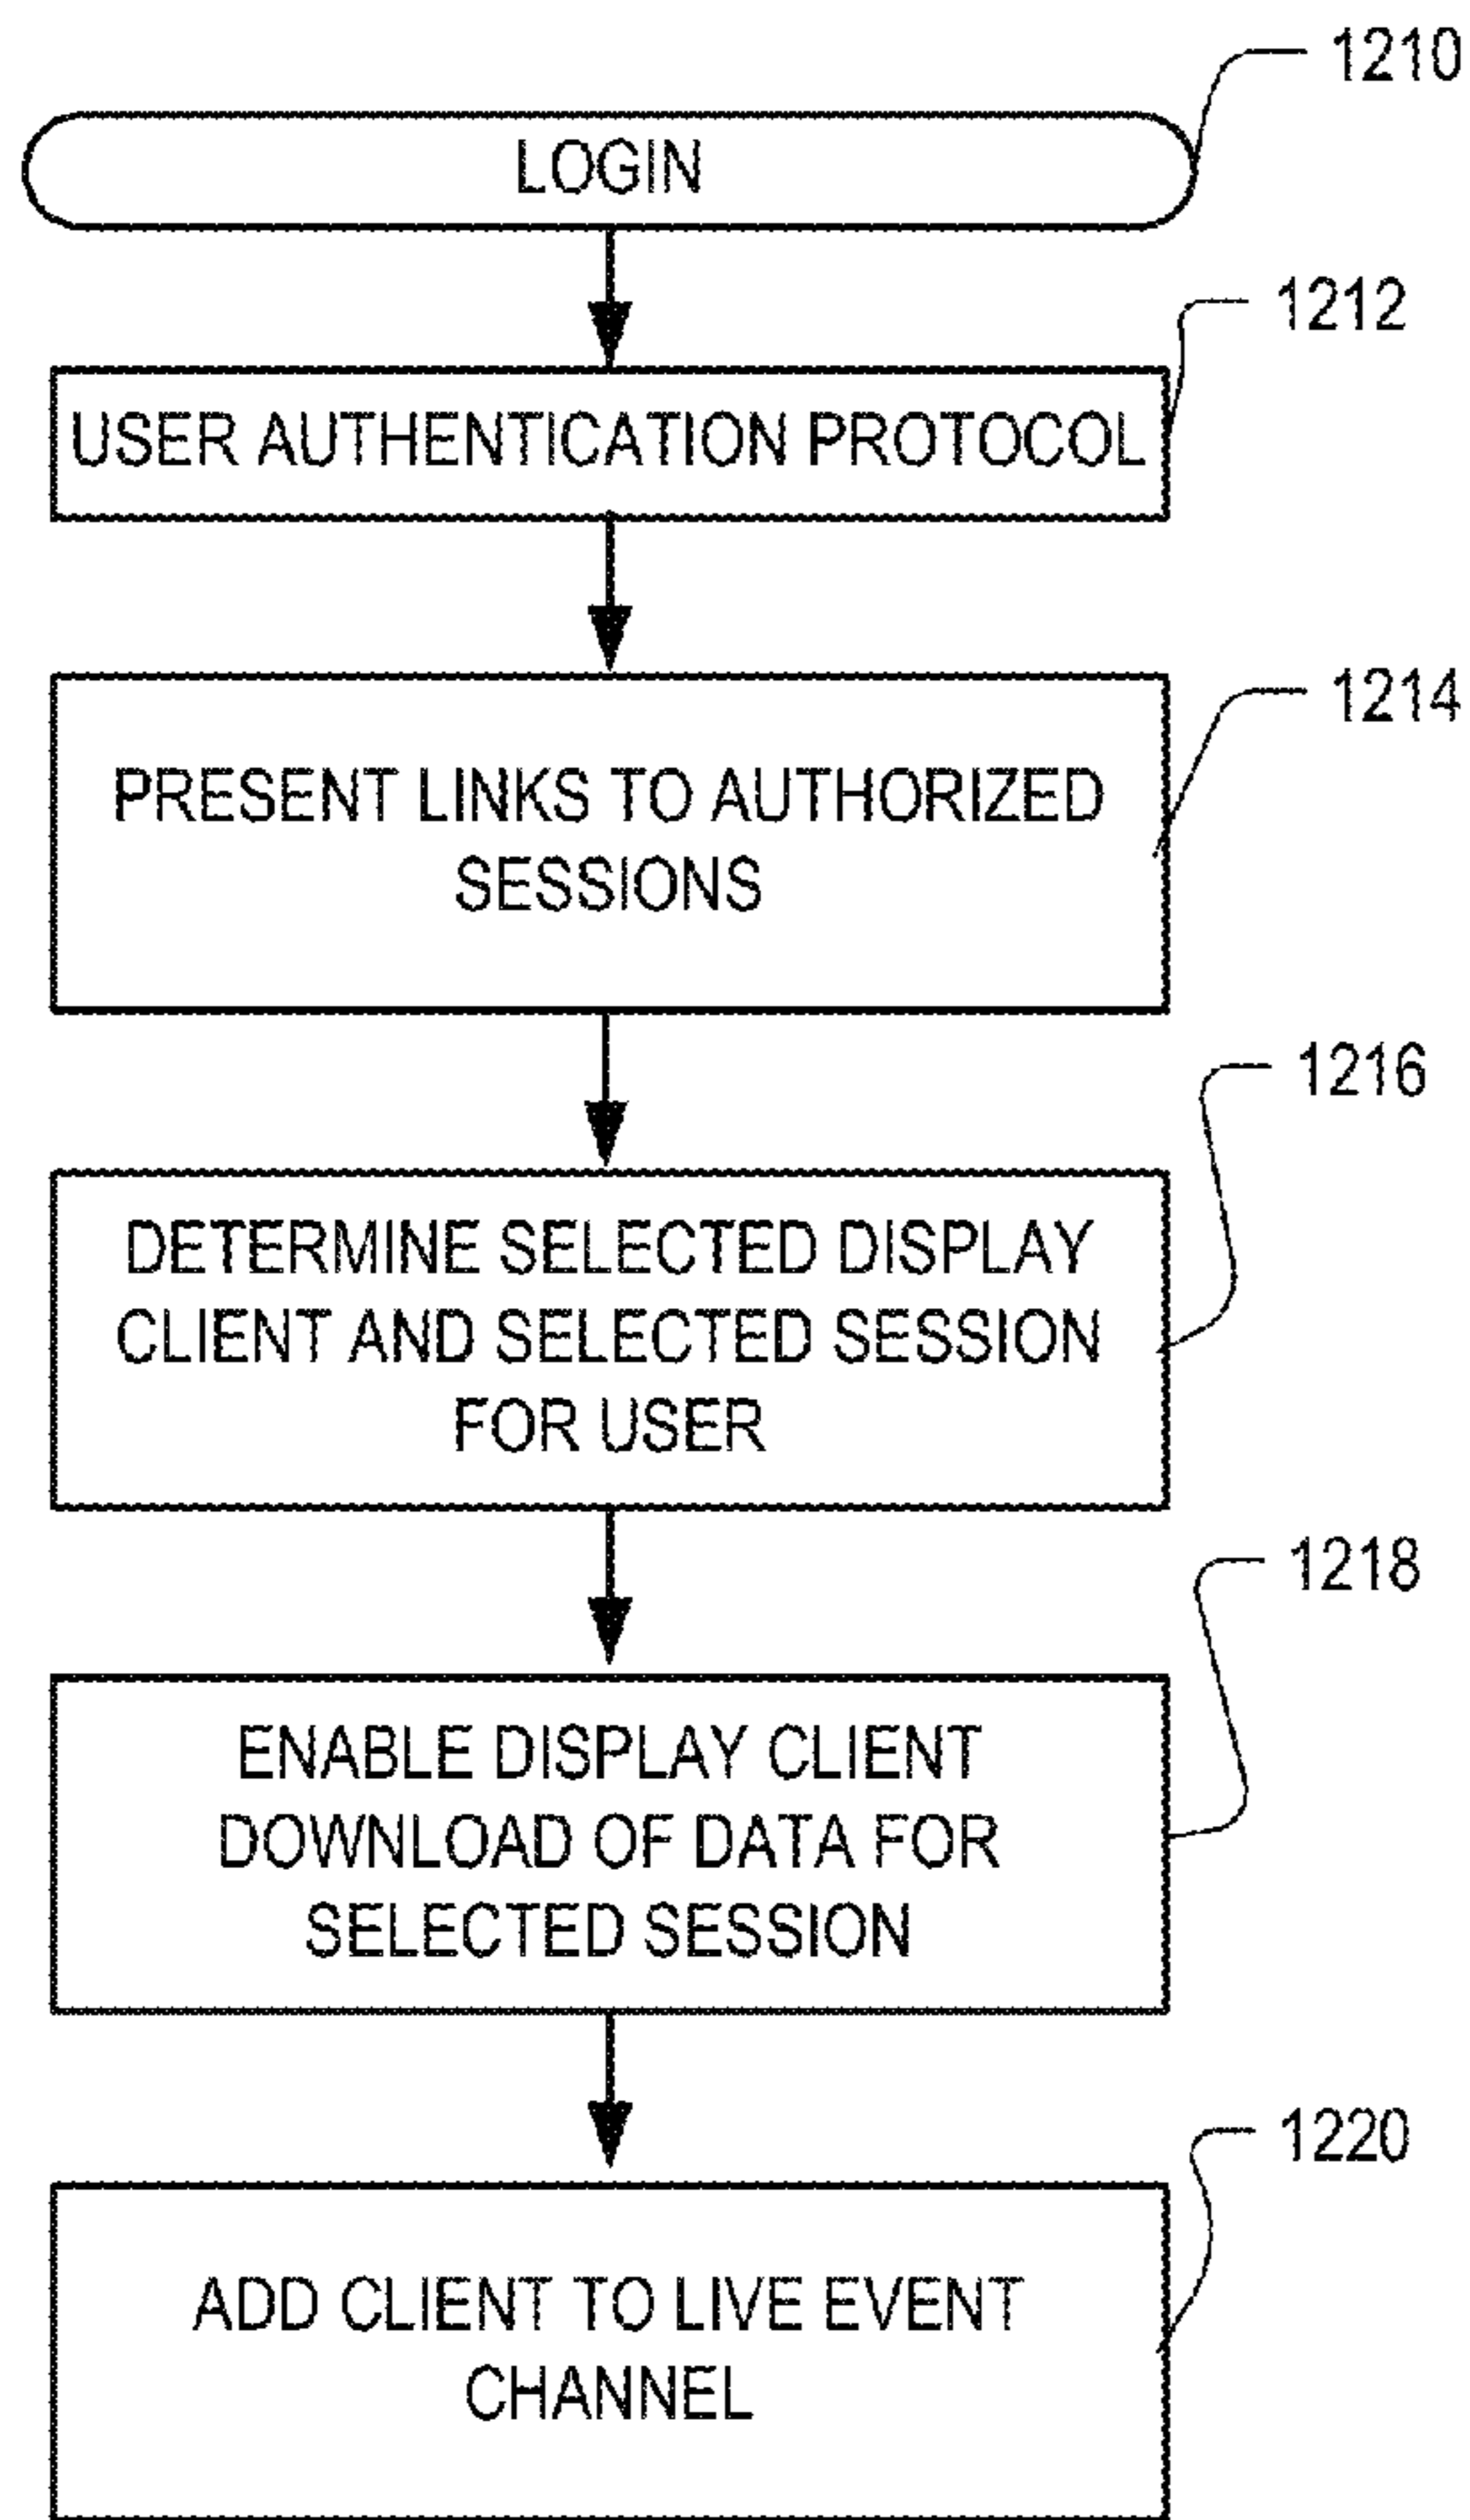 1210
LOGIN
1212
USER AUTHENTICATION PROTOCOL
1214
PRESENT LINKS TO AUTHORIZED
SESSIONS
1216
DETERMINE SELECTED DISPLAY
CLIENT AND SELECTED SESSION
FOR USER
1218
ENABLE DISPLAY CLIENT
DOWNLOAD OF DATA FOR
SELECTED SESSION
1220
ADD CLIENT TO LIVE EVENT
CHANNEL